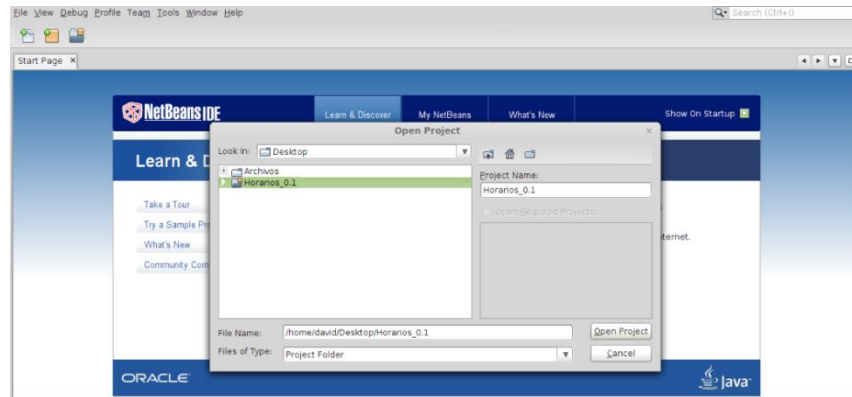 File View Debug Profile Team Tools Window Help
Search (Ctrl+I)
Start Page
NetBeans IDE
Learn & Discover
My NetBeans
What's New
Show On Startup
Open Project
Learn & D
Look In:
Desktop
Archivos
Horarios_0.1
Project Name:
Horarios_0.1
Open Required Projects:
Take a Tour
Try a Sample Pro
What's New
Community Com
ternet.
File Name:
/home/david/Desktop/Horarios_0.1
Open Project
Files of Type:
Project Folder
Cancel
ORACLE
Java